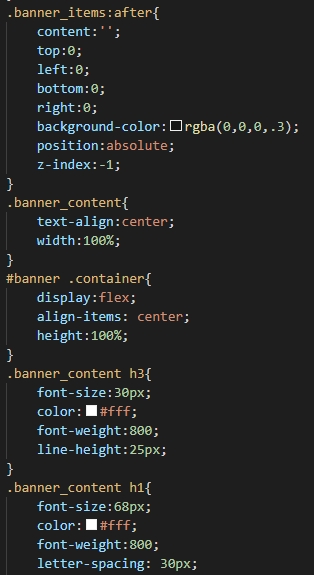 .banner_items:after{
content:'';
top:0;
left:0;
bottom:0;
right:0;
background-color:rgba(0,0,0,.3);
position:absolute;
z-index:-1;
}
.banner_content{
text-align:center;
width:100%;
}
#banner .container{
display:flex;
align-items: center;
height:100%;
}
.banner_content h3{
font-size:30px;
color:#fff;
font-weight:800;
line-height:25px;
}
.banner_content h1{
font-size:68px;
color:#fff;
font-weight:800;
letter-spacing: 30px;